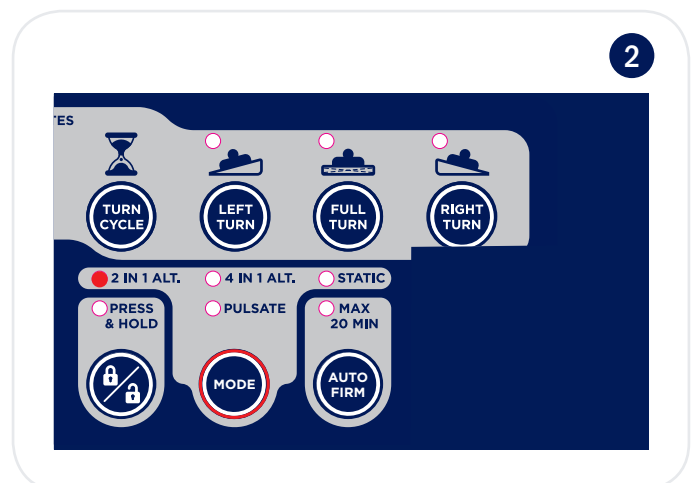 2
TES
TURN
CYCLE
LEFT
TURN
FULL
TURN
RIGHT
TURN
2 IN 1 ALT.
4 IN 1 ALT.
STATIC
PRESS
& HOLD
PULSATE
MAX
20 MIN
MODE
AUTO
FIRM